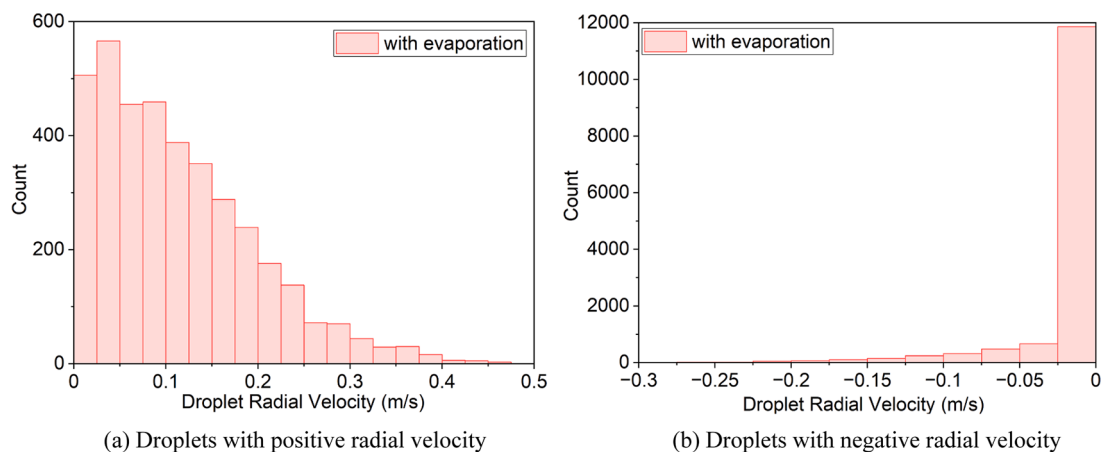 600
400
200
0
Count
with evaporation
0 0.1 0.2 0.3 0.4 0.5
Droplet Radial Velocity (m/s)
(a) Droplets with positive radial velocity
12000
10000
8000
6000
4000
2000
0
Count
with evaporation
−0.3 −0.25 −0.2 −0.15 −0.1 −0.05 0
Droplet Radial Velocity (m/s)
(b) Droplets with negative radial velocity